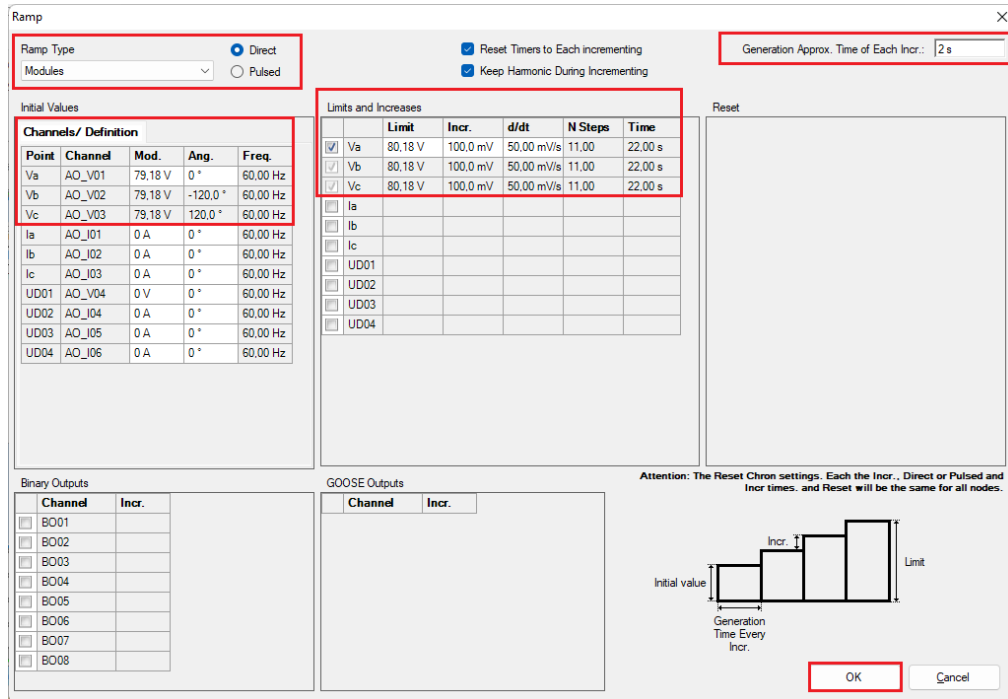 Ramp
Ramp Type
Direct
Modules
Pulsed
Reset Timers to Each incrementing
Keep Harmonic During Incrementing
Generation Approx. Time of Each Incr.: 2 s
Initial Values
Channels/ Definition
Point Channel Mod. Ang. Freq.
Va AO_V01 79,18 V 0 ° 60,00 Hz
Vb AO_V02 79,18 V -120,0 ° 60,00 Hz
Vc AO_V03 79,18 V 120,0 ° 60,00 Hz
Ia AO_I01 0 A 0 ° 60,00 Hz
Ib AO_I02 0 A 0 ° 60,00 Hz
Ic AO_I03 0 A 0 ° 60,00 Hz
UD01 AO_V04 0 V 0 ° 60,00 Hz
UD02 AO_I04 0 A 0 ° 60,00 Hz
UD03 AO_I05 0 A 0 ° 60,00 Hz
UD04 AO_I06 0 A 0 ° 60,00 Hz
Limits and Increases
Limit Incr. d/dt N Steps Time
Va 80,18 V 100,0 mV 50,00 mV/s 11,00 22,00 s
Vb 80,18 V 100,0 mV 50,00 mV/s 11,00 22,00 s
Vc 80,18 V 100,0 mV 50,00 mV/s 11,00 22,00 s
Ia
Ib
Ic
UD01
UD02
UD03
UD04
Reset
Binary Outputs
Channel Incr.
BO01
BO02
BO03
BO04
BO05
BO06
BO07
BO08
GOOSE Outputs
Channel Incr.
Attention: The Reset Chron settings. Each the Incr., Direct or Pulsed and
Incr times. and Reset will be the same for all nodes.
Incr.
Limit
Initial value
Generation
Time Every
Incr.
OK
Cancel